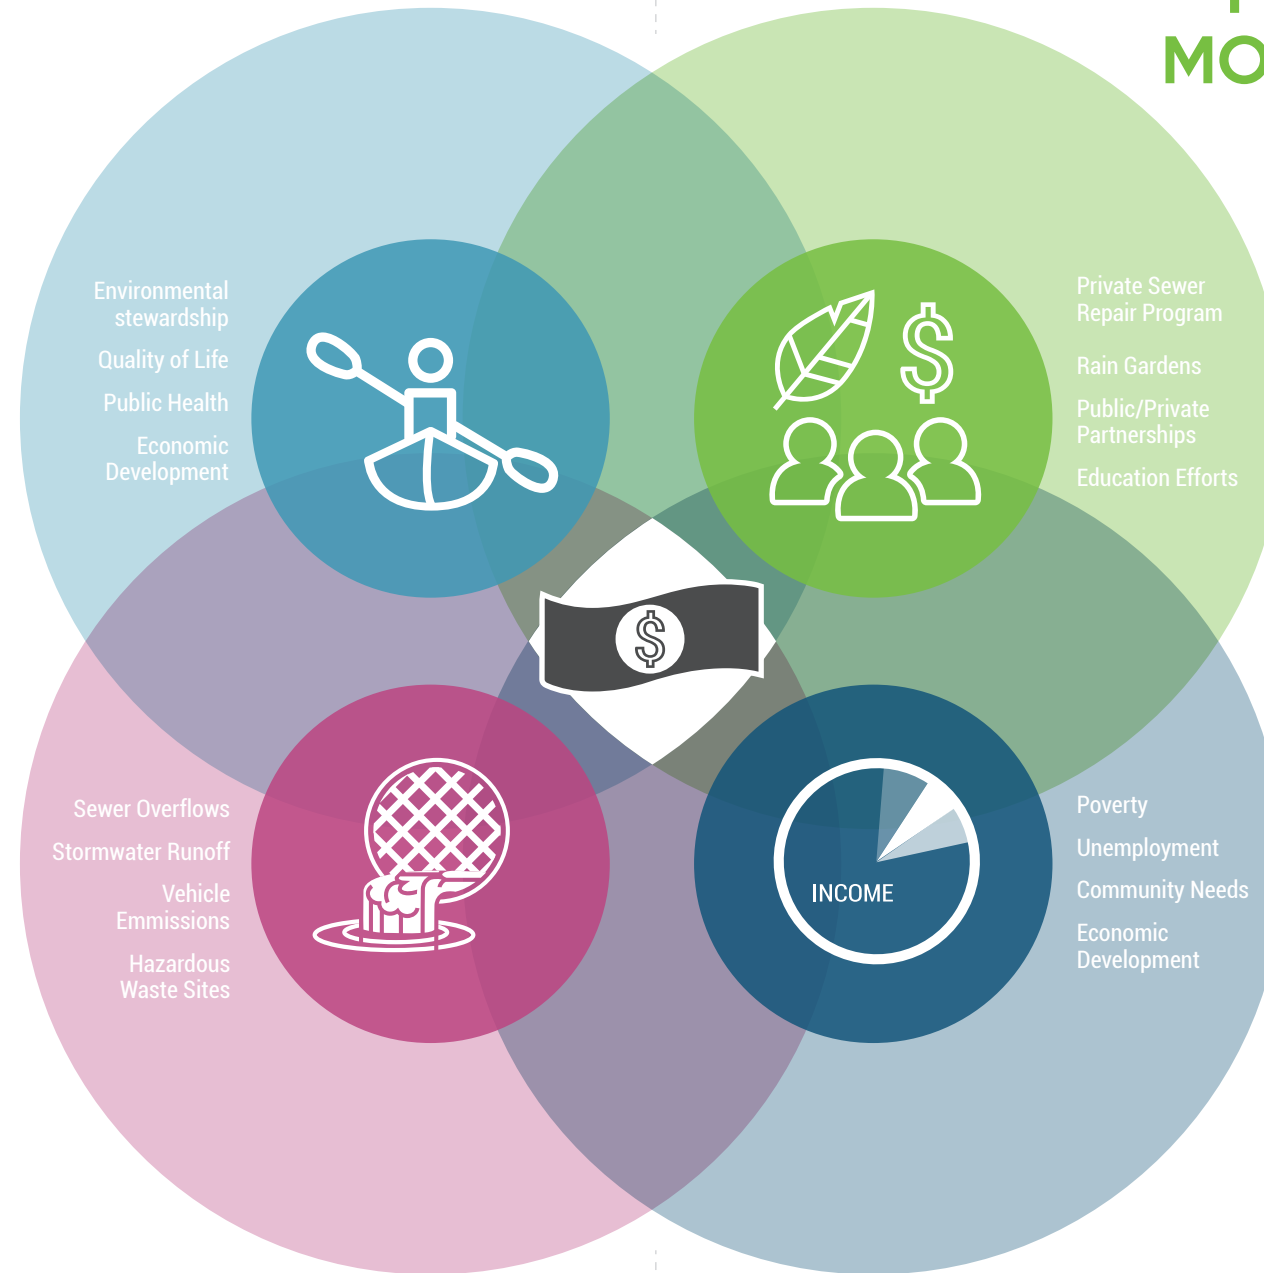 MO
Environmental
stewardship
Quality of Life
Public Health
Economic
Development
$
Private Sewer
Repair Program
Rain Gardens
Public/Private
Partnerships
Education Efforts
$
Sewer Overflows
Stormwater Runoff
Vehicle
Emmissions
Hazardous
Waste Sites
INCOME
Poverty
Unemployment
Community Needs
Economic
Development